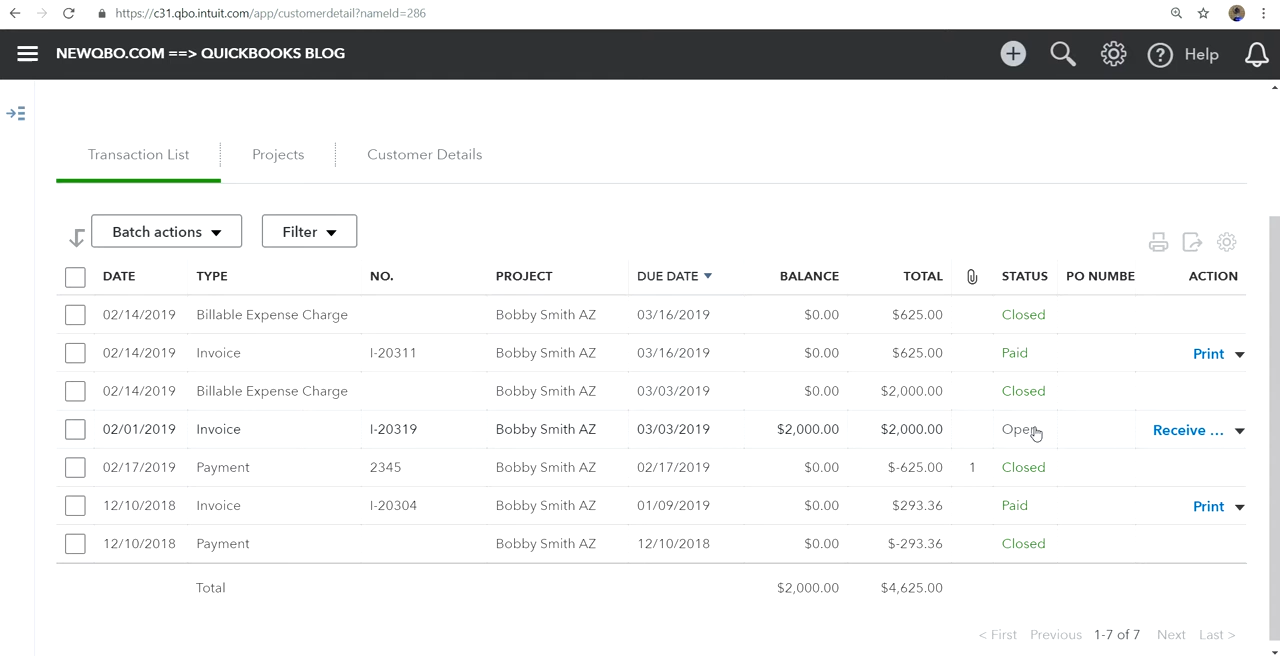 https://c31.qbo.intuit.com/app/customerdetail?nameId=286
NEWQBO.COM ==> QUICKBOOKS BLOG Help
Transaction List Projects Customer Details
Batch actions Filter
DATE TYPE NO. PROJECT DUE DATE BALANCE TOTAL STATUS PO NUMBE ACTION
02/14/2019 Billable Expense Charge Bobby Smith AZ 03/16/2019 $0.00 $625.00 Closed
02/14/2019 Invoice I-20311 Bobby Smith AZ 03/16/2019 $0.00 $625.00 Paid Print
02/14/2019 Billable Expense Charge Bobby Smith AZ 03/03/2019 $0.00 $2,000.00 Closed
02/01/2019 Invoice I-20319 Bobby Smith AZ 03/03/2019 $2,000.00 $2,000.00 Open Receive ...
02/17/2019 Payment 2345 Bobby Smith AZ 02/17/2019 $0.00 $-625.00 1 Closed
12/10/2018 Invoice I-20304 Bobby Smith AZ 01/09/2019 $0.00 $293.36 Paid Print
12/10/2018 Payment Bobby Smith AZ 12/10/2018 $0.00 $-293.36 Closed
Total $2,000.00 $4,625.00
< First Previous 1-7 of 7 Next Last >